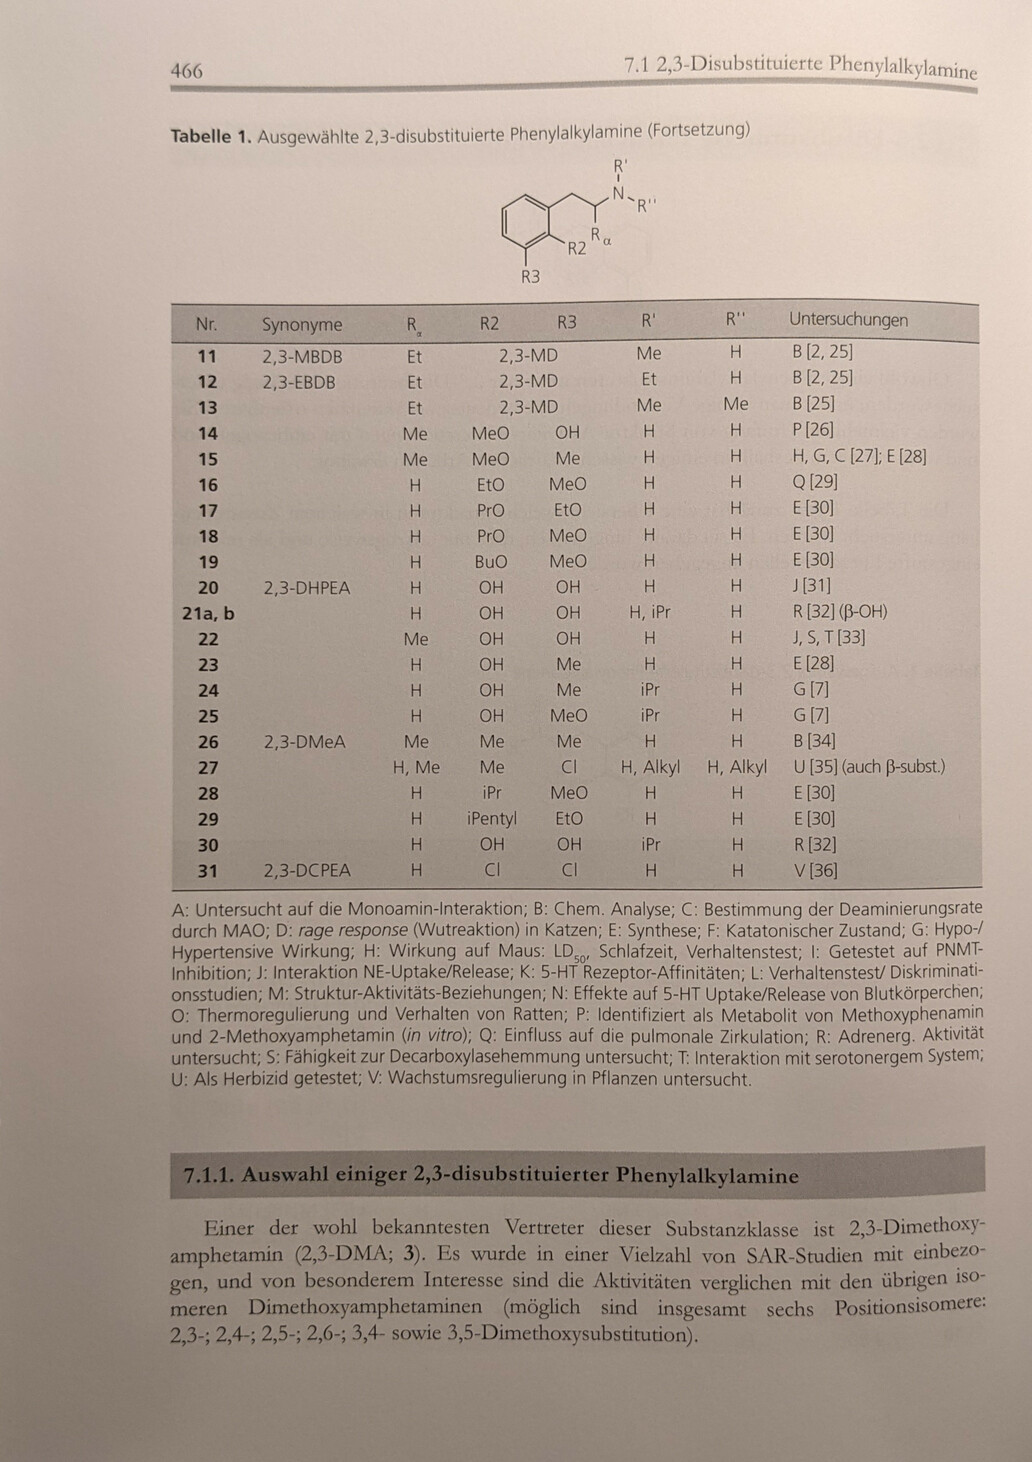 466
7.1 2,3-Disubstituierte Phenylalkylamine
Tabelle 1. Ausgewählte 2,3-disubstituierte Phenylalkylamine (Fortsetzung)
R'
N
R''
R2
Rα
R3
Nr. Synonyme Rα R2 R3 R' R'' Untersuchungen
11 2,3-MBDB Et 2,3-MD Me H B [2, 25]
12 2,3-EBDB Et 2,3-MD Et H B [2, 25]
13 Et 2,3-MD Me Me B [25]
14 Me MeO OH H H P [26]
15 Me MeO Me H H H, G, C [27]; E [28]
16 H EtO MeO H H Q [29]
17 H PrO EtO H H E [30]
18 H PrO MeO H H E [30]
19 H BuO MeO H H E [30]
20 2,3-DHPEA H OH OH H H J [31]
21a, b H OH OH H, iPr H R [32] (β-OH)
22 Me OH OH H H J, S, T [33]
23 H OH Me H H E [28]
24 H OH Me iPr H G [7]
25 H OH MeO iPr H G [7]
26 2,3-DMeA Me Me Me H H B [34]
27 H, Me Me Cl H, Alkyl H, Alkyl U [35] (auch β-subst.)
28 H iPr MeO H H E [30]
29 H iPentyl EtO H H E [30]
30 H OH OH iPr H R [32]
31 2,3-DCPEA H Cl Cl H H V [36]
A: Untersucht auf die Monoamin-Interaktion; B: Chem. Analyse; C: Bestimmung der Deaminierungsrate
durch MAO; D: rage response (Wutreaktion) in Katzen; E: Synthese; F: Katatonischer Zustand; G: Hypo-/
Hypertensive Wirkung; H: Wirkung auf Maus: LD50, Schlafzeit, Verhaltenstest; I: Getestet auf PNMT-
Inhibition; J: Interaktion NE-Uptake/Release; K: 5-HT Rezeptor-Affinitäten; L: Verhaltenstest/ Diskriminati-
onsstudien; M: Struktur-Aktivitäts-Beziehungen; N: Effekte auf 5-HT Uptake/Release von Blutkörperchen;
O: Thermoregulierung und Verhalten von Ratten; P: Identifiziert als Metabolit von Methoxyphenamin
und 2-Methoxyamphetamin (in vitro); Q: Einfluss auf die pulmonale Zirkulation; R: Adrenerg. Aktivität
untersucht; S: Fähigkeit zur Decarboxylasehemmung untersucht; T: Interaktion mit serotonergem System;
U: Als Herbizid getestet; V: Wachstumsregulierung in Pflanzen untersucht.
7.1.1. Auswahl einiger 2,3-disubstituierter Phenylalkylamine
Einer der wohl bekanntesten Vertreter dieser Substanzklasse ist 2,3-Dimethoxy-
amphetamin (2,3-DMA; 3). Es wurde in einer Vielzahl von SAR-Studien mit einbezo-
gen, und von besonderem Interesse sind die Aktivitäten verglichen mit den übrigen iso-
meren Dimethoxyamphetaminen (möglich sind insgesamt sechs Positionsisomere:
2,3-; 2,4-; 2,5-; 2,6-; 3,4- sowie 3,5-Dimethoxysubstitution).